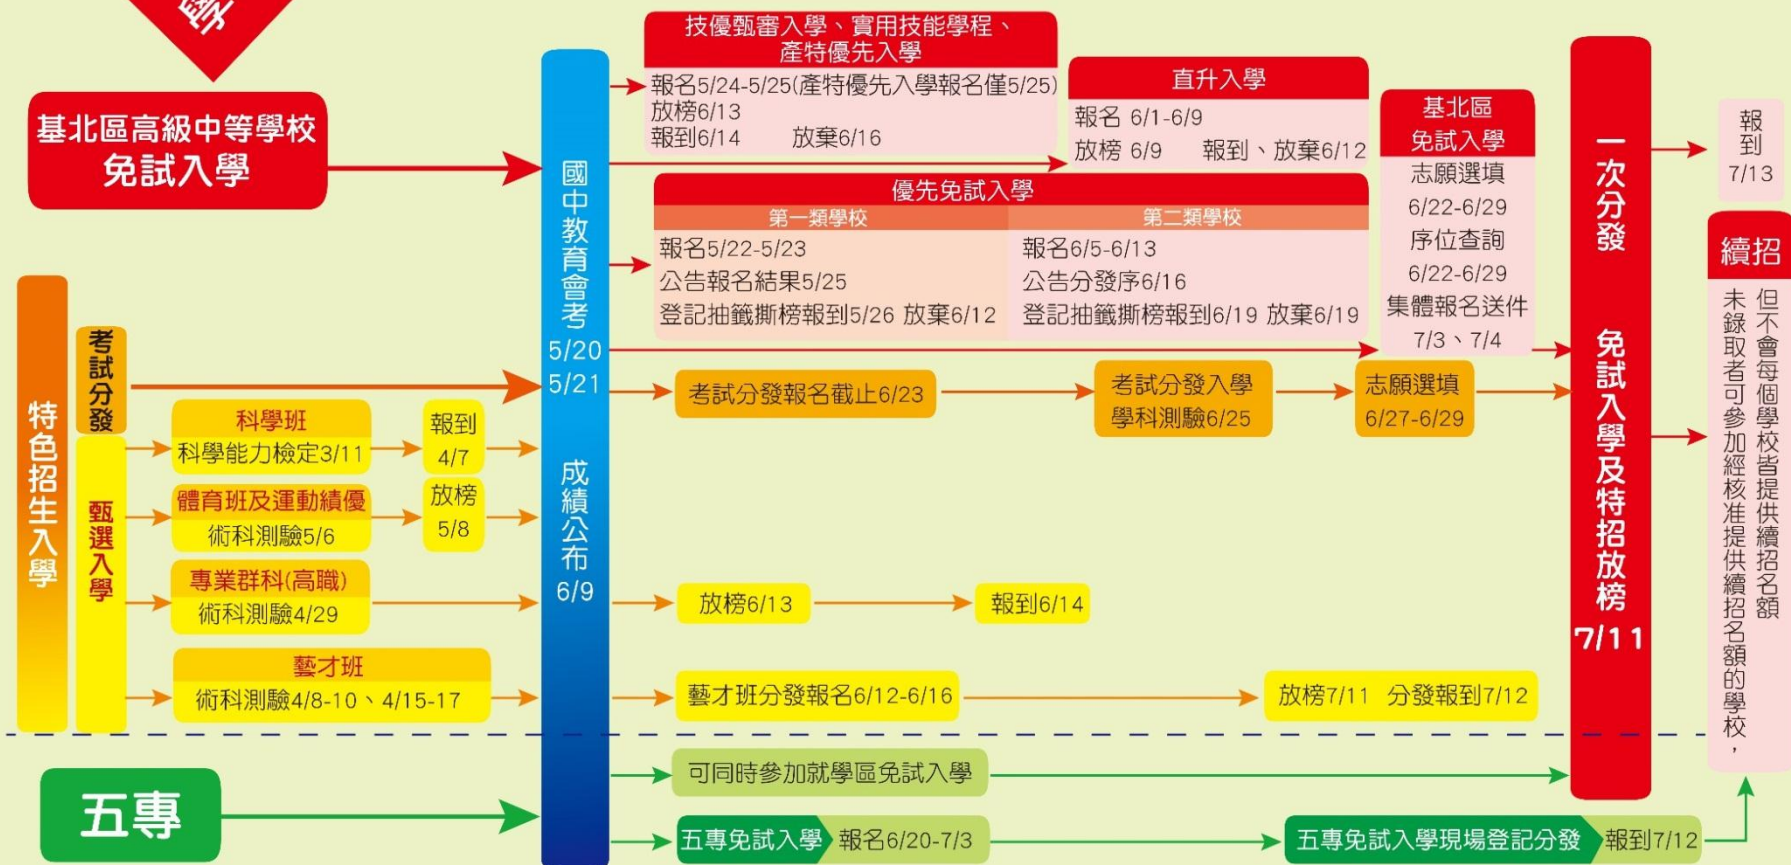 學
基北區高級中等學校
免試入學
特色招生入學
考試分發
甄選入學
科學班
科學能力檢定3/11
報到
4/7
體育班及運動績優
術科測驗5/6
放榜
5/8
專業群科(高職)
術科測驗4/29
藝才班
術科測驗4/8-10、4/15-17
五專
國中教育會考
5/20
5/21
成績公布
6/9
技優甄審入學、實用技能學程、
產特優先入學
報名5/24-5/25(產特優先入學報名僅5/25)
放榜6/13
報到6/14 放棄6/16
直升入學
報名 6/1-6/9
放榜 6/9 報到、放棄6/12
優先免試入學
第一類學校
報名5/22-5/23
公告報名結果5/25
登記抽籤撕榜報到5/26 放棄6/12
第二類學校
報名6/5-6/13
公告分發序6/16
登記抽籤撕榜報到6/19 放棄6/19
基北區
免試入學
志願選填
6/22-6/29
序位查詢
6/22-6/29
集體報名送件
7/3、7/4
考試分發報名截止6/23
考試分發入學
學科測驗6/25
志願選填
6/27-6/29
放榜6/13
報到6/14
藝才班分發報名6/12-6/16
放榜7/11 分發報到7/12
可同時參加就學區免試入學
五專免試入學 報名6/20-7/3
五專免試入學現場登記分發 報到7/12
一次分發 免試入學及特招放榜
7/11
報到
7/13
續招
未錄取者可參加經核准提供續招名額的學校，
但不會每個學校皆提供續招名額